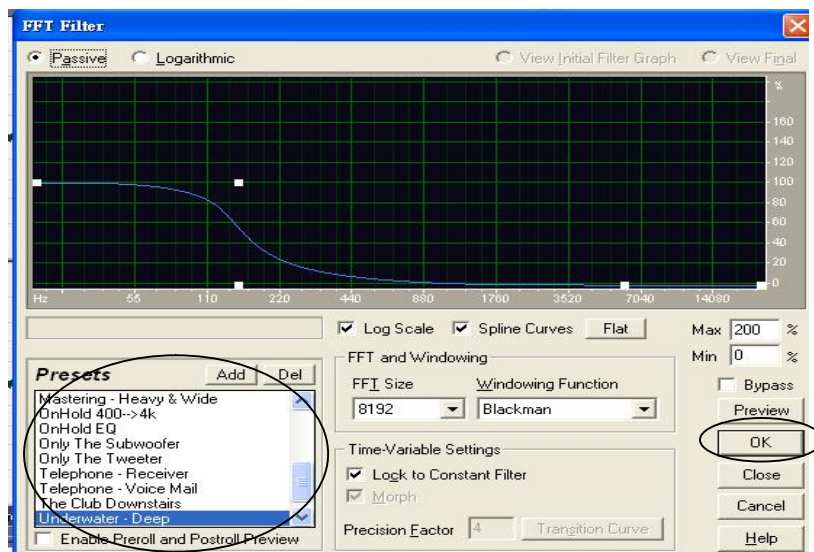 FFT Filter
Passive Logarithmic View Initial Filter Graph View Final
%
160
140
120
100
80
60
40
20
0
Hz 55 110 220 440 880 1760 3520 7040 14080
Log Scale Spline Curves Flat Max 200 %
Min 0 %
Presets Add Del
Mastering - Heavy & Wide
OnHold 400-->4k
OnHold EQ
Only The Subwoofer
Only The Tweeter
Telephone - Receiver
Telephone - Voice Mail
The Club Downstairs
Underwater - Deep
Enable Preroll and Postroll Preview
FFT and Windowing
FFT Size Windowing Function
8192 Blackman
Time-Variable Settings
Lock to Constant Filter
Morph
Precision Factor 4 Transition Curve
Bypass
Preview
OK
Close
Cancel
Help